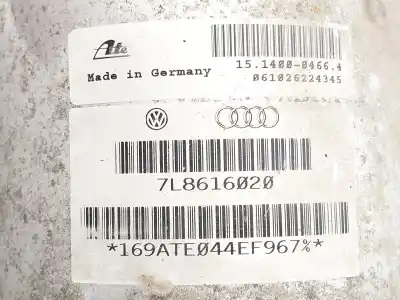 Ate
15.1400-0466.4
Made in Germany
061026224345
7L8616020
*169ATE044EF967%*